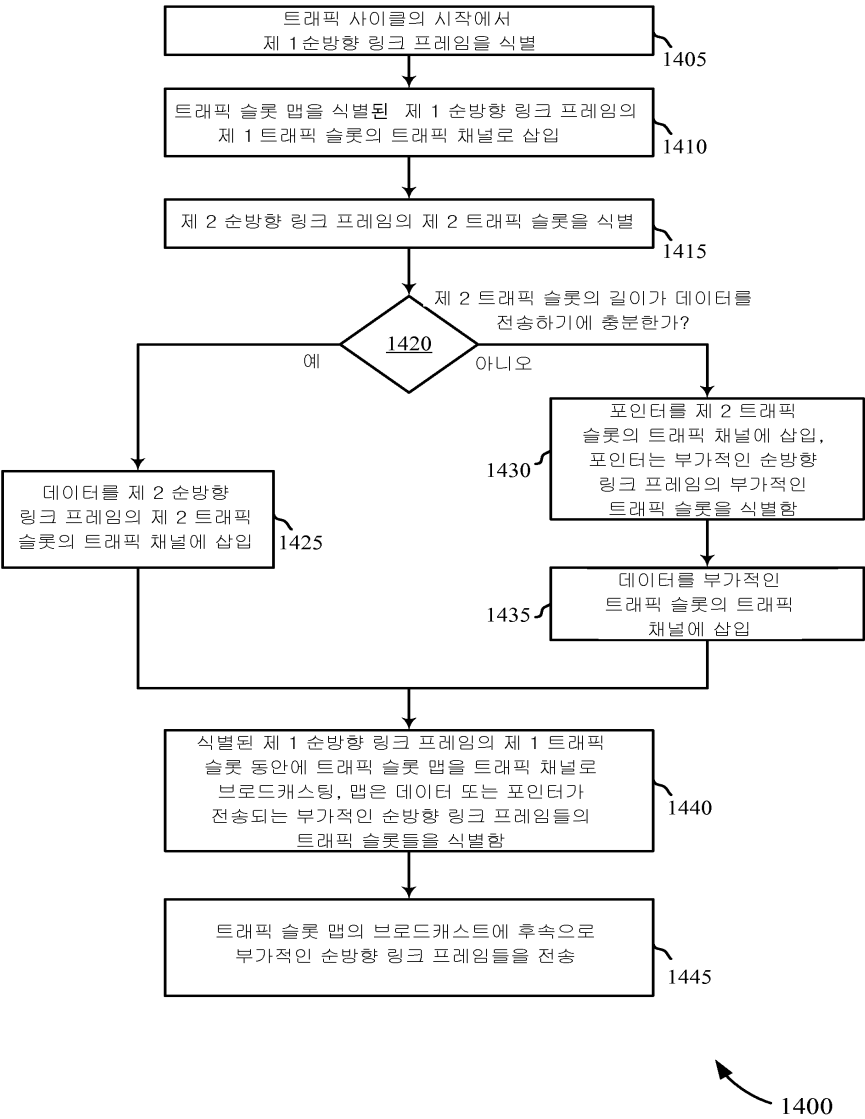 트래픽 사이클의 시작에서
제 1순방향 링크 프레임을 식별
1405
트래픽 슬롯 맵을 식별된 제 1 순방향 링크 프레임의
제 1 트래픽 슬롯의 트래픽 채널로 삽입
1410
제 2 순방향 링크 프레임의 제 2 트래픽 슬롯을 식별
1415
제 2 트래픽 슬롯의 길이가 데이터를
전송하기에 충분한가?
1420
예
아니오
포인터를 제 2 트래픽
슬롯의 트래픽 채널에 삽입,
포인터는 부가적인 순방향
링크 프레임의 부가적인
트래픽 슬롯을 식별함
1430
데이터를 제 2 순방향
링크 프레임의 제 2 트래픽
슬롯의 트래픽 채널에 삽입
1425
데이터를 부가적인
트래픽 슬롯의 트래픽
채널에 삽입
1435
식별된 제 1 순방향 링크 프레임의 제 1 트래픽
슬롯 동안에 트래픽 슬롯 맵을 트래픽 채널로
브로드캐스팅, 맵은 데이터 또는 포인터가
전송되는 부가적인 순방향 링크 프레임들의
트래픽 슬롯들을 식별함
1440
트래픽 슬롯 맵의 브로드캐스트에 후속으로
부가적인 순방향 링크 프레임들을 전송
1445
1400